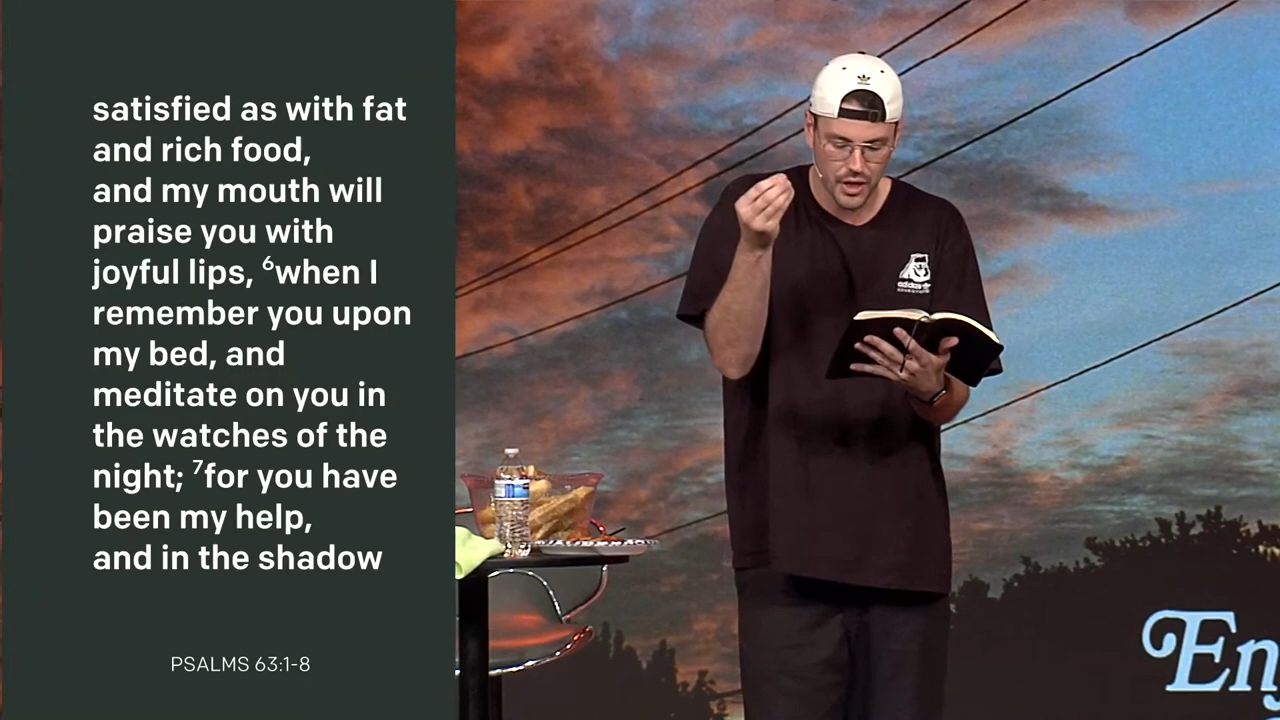 satisfied as with fat
and rich food,
and my mouth will
praise you with
joyful lips, ⁶when I
remember you upon
my bed, and
meditate on you in
the watches of the
night; ⁷for you have
been my help,
and in the shadow
PSALMS 63:1-8
adidas
En